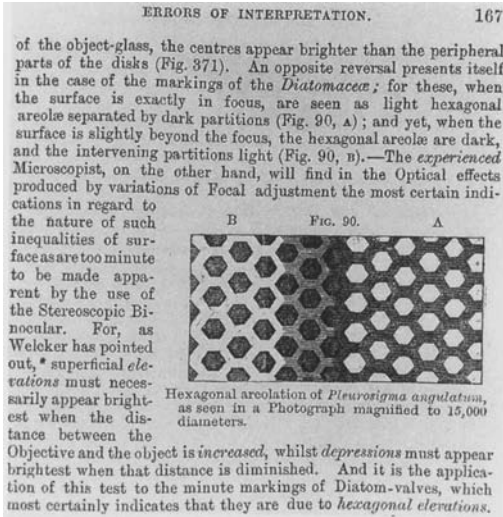 ERRORS OF INTERPRETATION. 167
of the object-glass, the centres appear brighter than the peripheral
parts of the disks (Fig. 371). An opposite reversal presents itself
in the case of the markings of the Diatomaceæ; for these, when
the surface is exactly in focus, are seen as light hexagonal
areolæ separated by dark partitions (Fig. 90, A); and yet, when the
surface is slightly beyond the focus, the hexagonal areolæ are dark,
and the intervening partitions light (Fig. 90, B).—The experienced
Microscopist, on the other hand, will find in the Optical effects
produced by variations of Focal adjustment the most certain indi-
cations in regard to
the nature of such
inequalities of sur-
face as are too minute
to be made appa-
rent by the use of
the Stereoscopic Bi-
nocular. For, as
Welcker has pointed
out,* superficial ele-
vations must neces-
sarily appear bright-
est when the dis-
tance between the
B FIG. 90. A
Hexagonal areolation of Pleurosigma angulatum,
as seen in a Photograph magnified to 15,000
diameters.
Objective and the object is increased, whilst depressions must appear
brightest when that distance is diminished. And it is the applica-
tion of this test to the minute markings of Diatom-valves, which
most certainly indicates that they are due to hexagonal elevations.